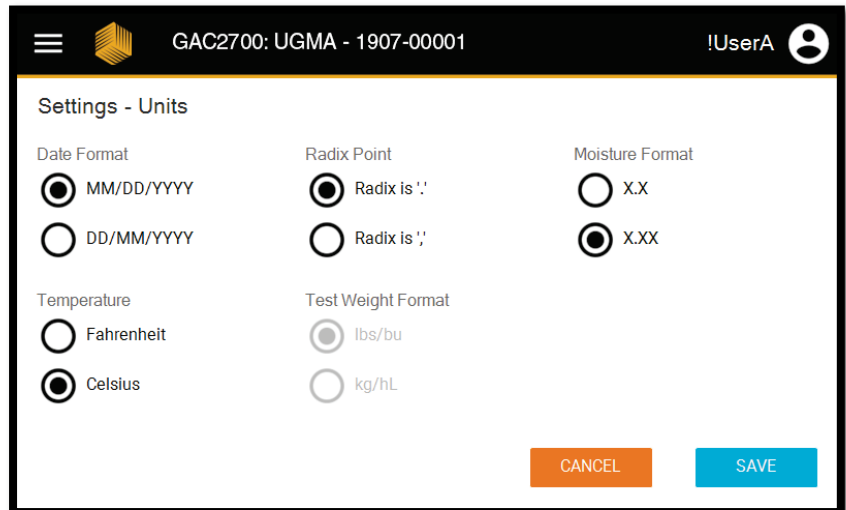 GAC2700: UGMA - 1907-00001
!UserA
Settings - Units
Date Format
MM/DD/YYYY
DD/MM/YYYY
Radix Point
Radix is '.'
Radix is ','
Moisture Format
X.X
X.XX
Temperature
Fahrenheit
Celsius
Test Weight Format
lbs/bu
kg/hL
CANCEL
SAVE